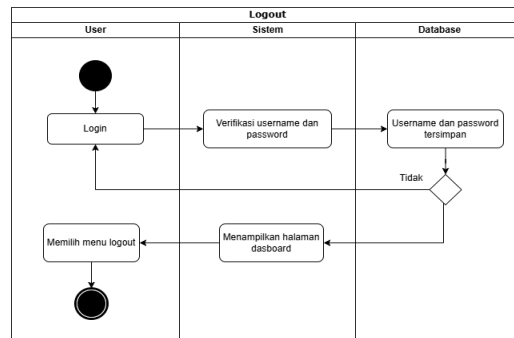 Logout
User
Sistem
Database
Login
Verifikasi username dan
password
Username dan password
tersimpan
Tidak
Memilih menu logout
Menampilkan halaman
dasboard